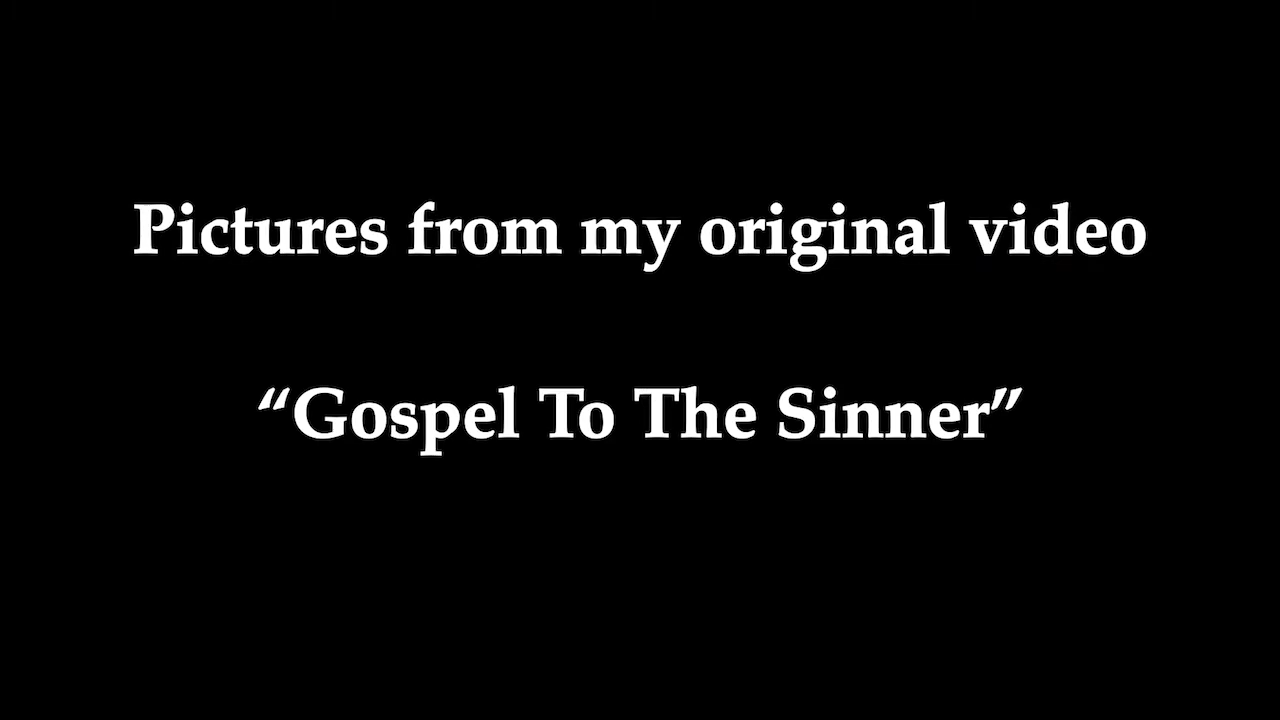 Pictures from my original video
“Gospel To The Sinner”